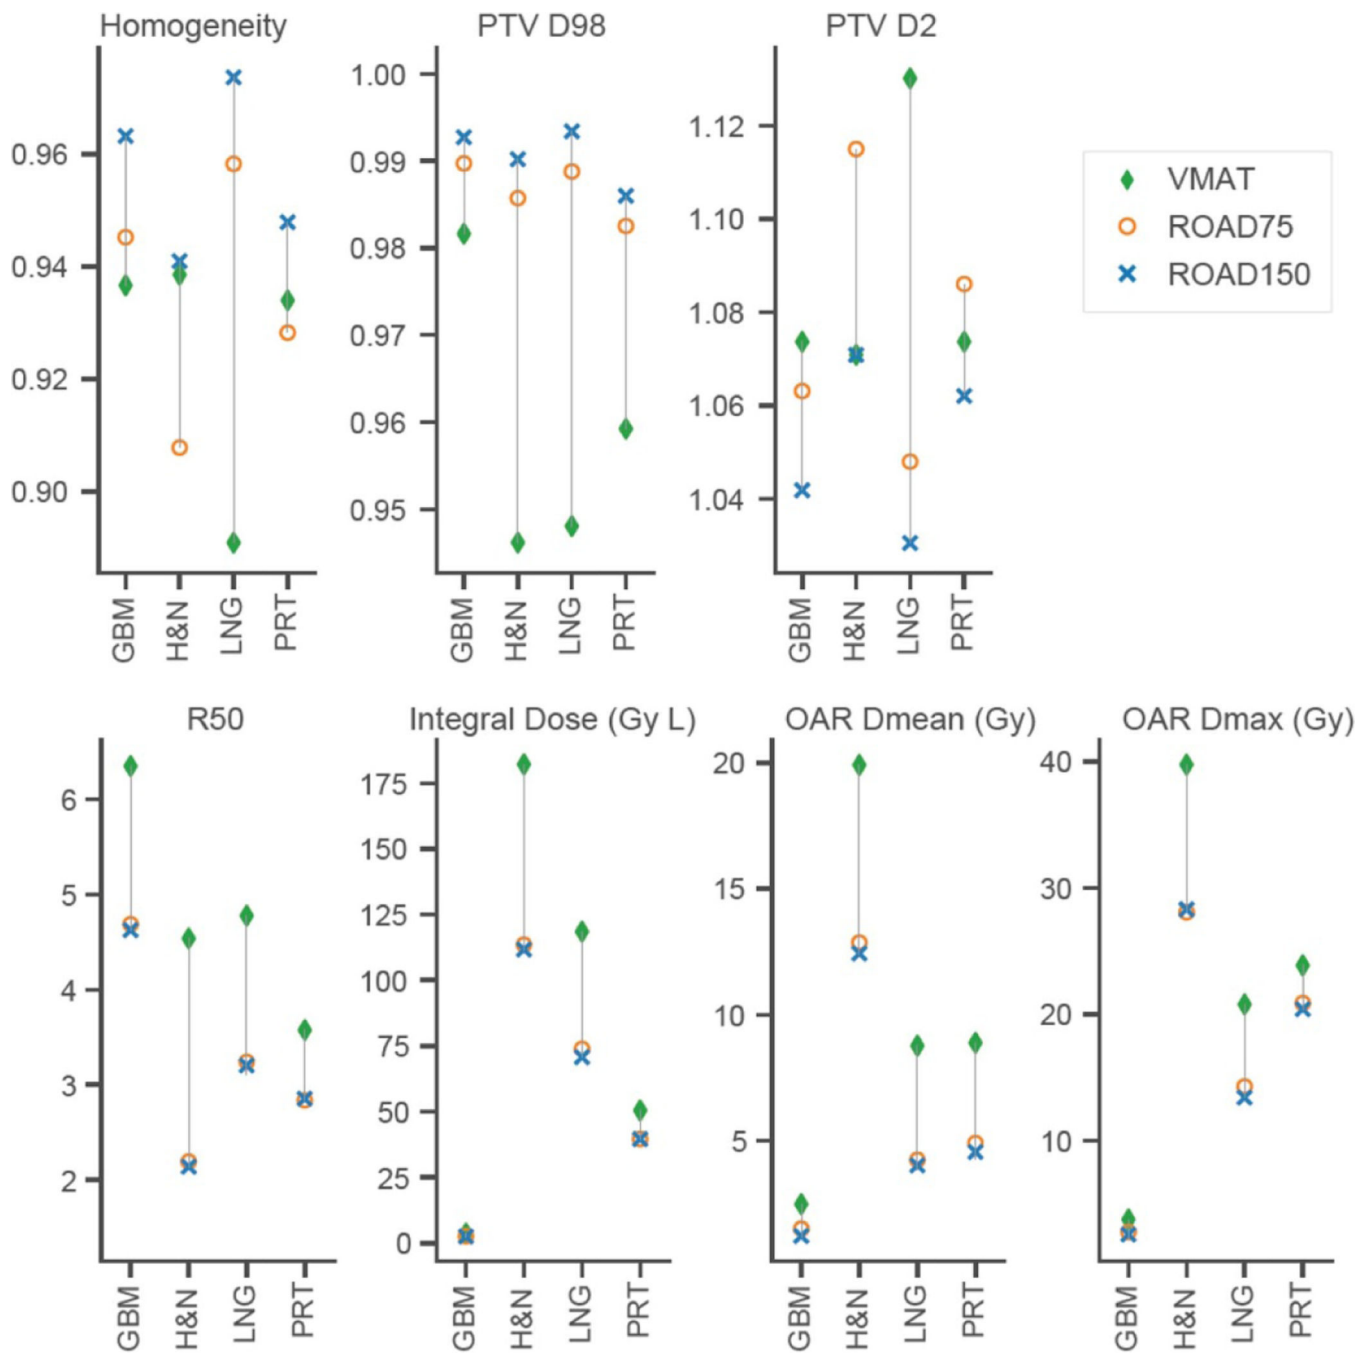 Homogeneity
0.96
0.94
0.92
0.90
GBM
H&N
LNG
PRT
PTV D98
1.00
0.99
0.98
0.97
0.96
0.95
GBM
H&N
LNG
PRT
PTV D2
1.12
1.10
1.08
1.06
1.04
GBM
H&N
LNG
PRT
VMAT
ROAD75
ROAD150
R50
6
5
4
3
2
GBM
H&N
LNG
PRT
Integral Dose (Gy L)
175
150
125
100
75
50
25
0
GBM
H&N
LNG
PRT
OAR Dmean (Gy)
20
15
10
5
GBM
H&N
LNG
PRT
OAR Dmax (Gy)
40
30
20
10
GBM
H&N
LNG
PRT